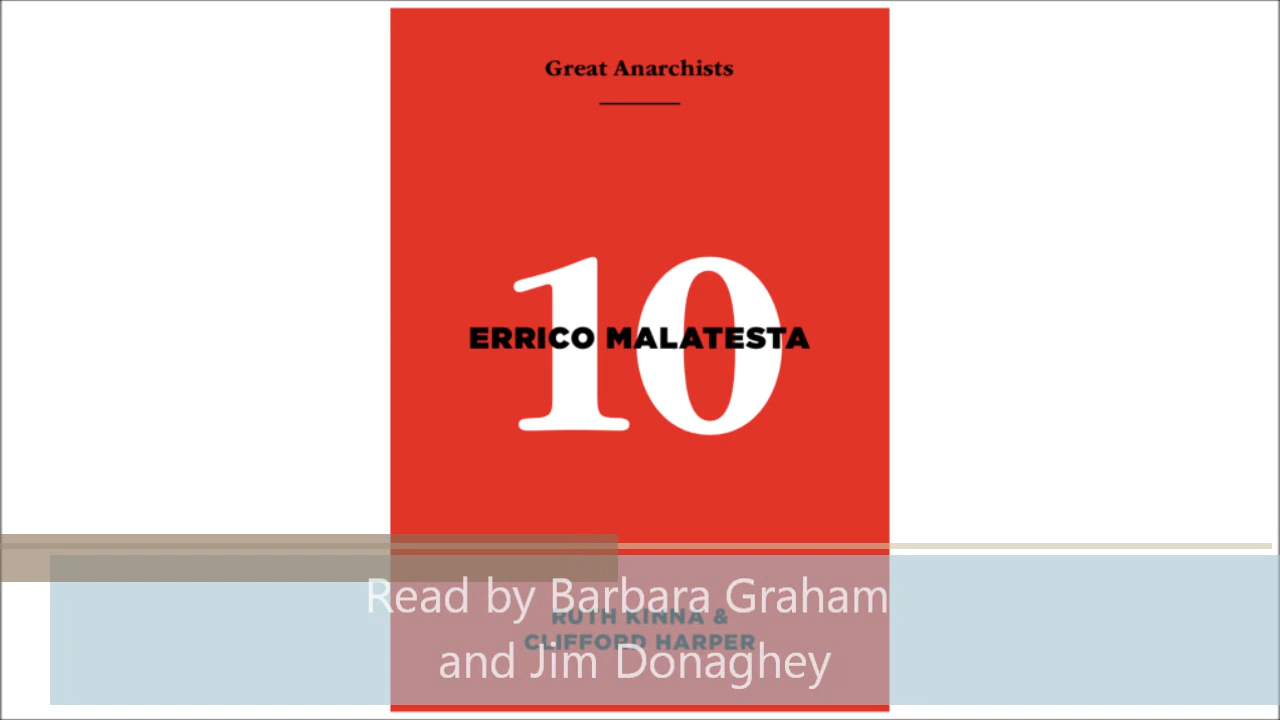 Great Anarchists
10
ERRICO MALATESTA
Read by Barbara Graham
RUTH KINNA &
CLIFFORD HARPER
and Jim Donaghey